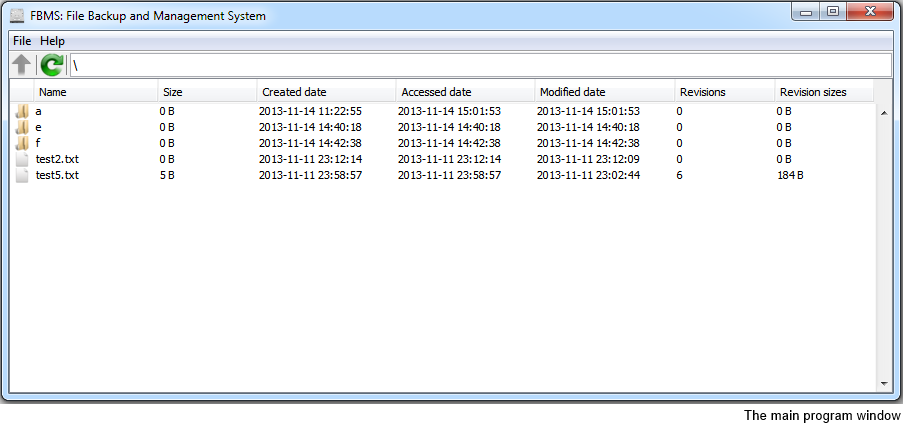 FBMS: File Backup and Management System
File Help
\
Name Size Created date Accessed date Modified date Revisions Revision sizes
a 0 B 2013-11-14 11:22:55 2013-11-14 15:01:53 2013-11-14 15:01:53 0 0 B
e 0 B 2013-11-14 14:40:18 2013-11-14 14:40:18 2013-11-14 14:40:18 0 0 B
f 0 B 2013-11-14 14:42:38 2013-11-14 14:42:38 2013-11-14 14:42:38 0 0 B
test2.txt 0 B 2013-11-11 23:12:14 2013-11-11 23:12:14 2013-11-11 23:12:09 0 0 B
test5.txt 5 B 2013-11-11 23:58:57 2013-11-11 23:58:57 2013-11-11 23:02:44 6 184 B
The main program window